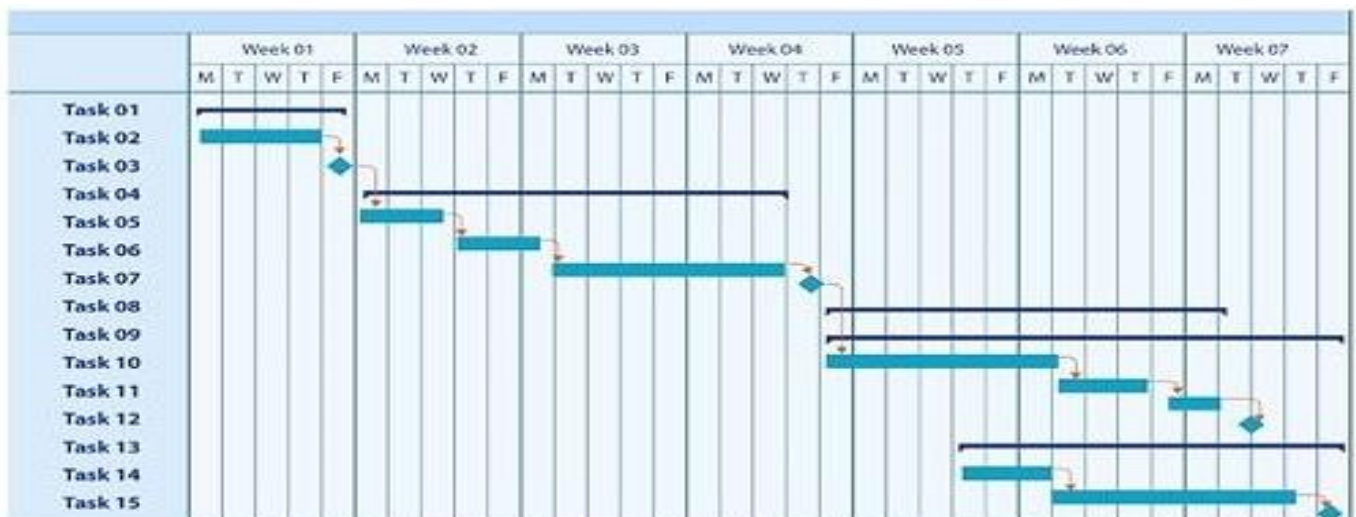 Week 01 Week 02 Week 03 Week 04 Week 05 Week 06 Week 07
M T W T F M T W T F M T W T F M T W T F M T W T F M T W T F M T W T F
Task 01
Task 02
Task 03
Task 04
Task 05
Task 06
Task 07
Task 08
Task 09
Task 10
Task 11
Task 12
Task 13
Task 14
Task 15